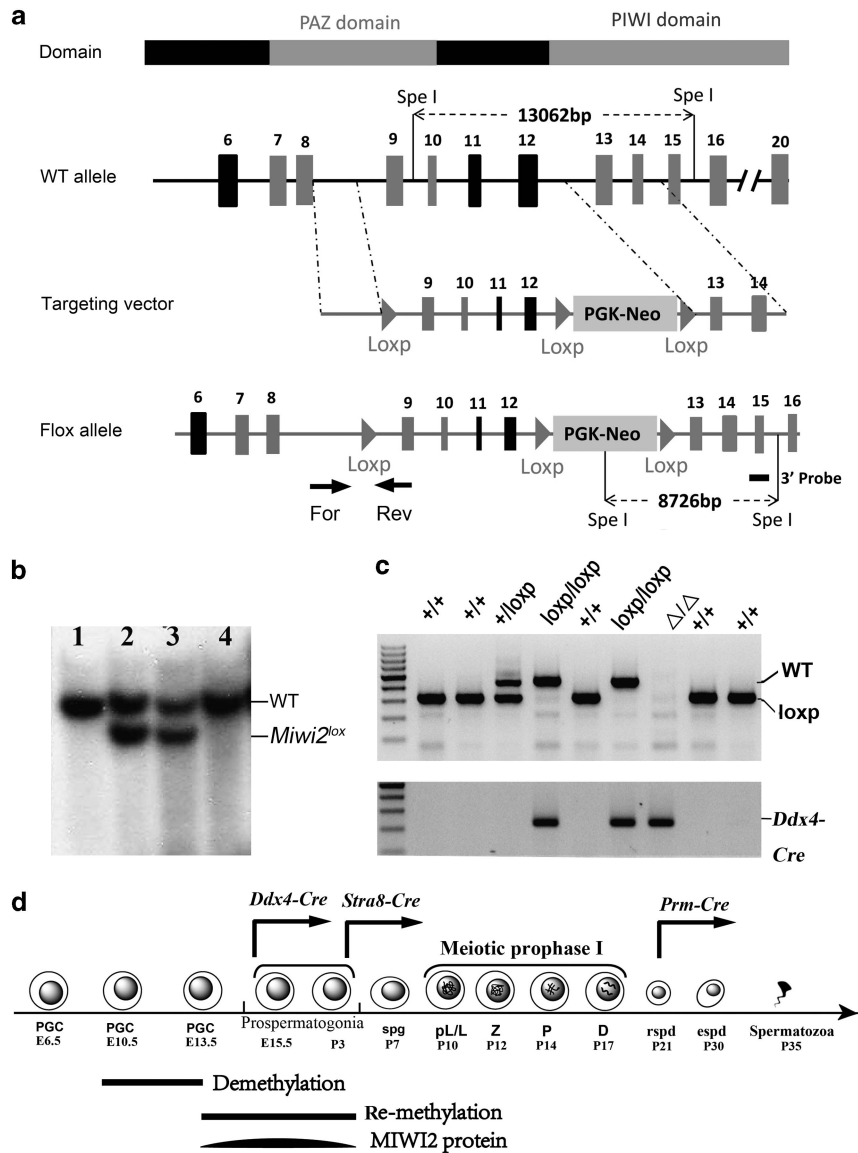 a
PAZ domain
PIWI domain
Domain
Spe I
Spe I
13062bp
6 7 8 9 10 11 12 13 14 15 16 20
WT allele
9 10 11 12 13 14
Targeting vector
PGK-Neo
Loxp Loxp Loxp
6 7 8 9 10 11 12 13 14 15 16
Flox allele
PGK-Neo
Loxp Loxp Loxp
3' Probe
8726bp
For Rev
Spe I Spe I
b
1 2 3 4
WT
Miwi2lox
c
+/+ +/+ +/loxp loxp/loxp +/+ loxp/loxp △/△ +/+ +/+
WT
loxp
Ddx4-
Cre
d
Ddx4-Cre Stra8-Cre Prm-Cre
Meiotic prophase I
PGC PGC PGC Prospermatogonia spg pL/L Z P D rspd espd Spermatozoa
E6.5 E10.5 E13.5 E15.5 P3 P7 P10 P12 P14 P17 P21 P30 P35
Demethylation
Re-methylation
MIWI2 protein